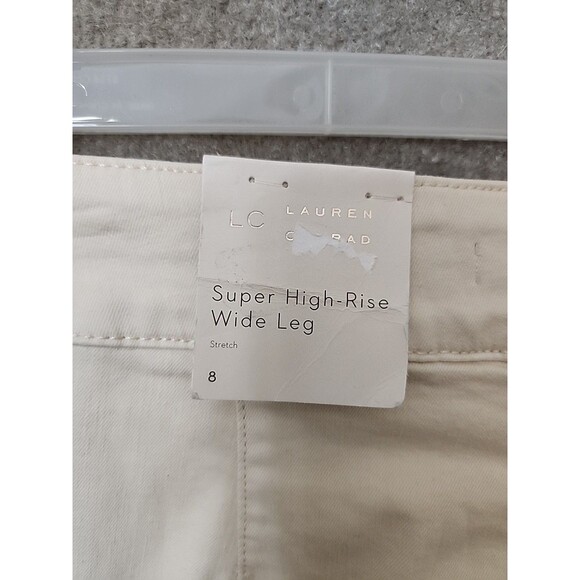 LC LAUREN
Super High-Rise
Wide Leg
Stretch
8